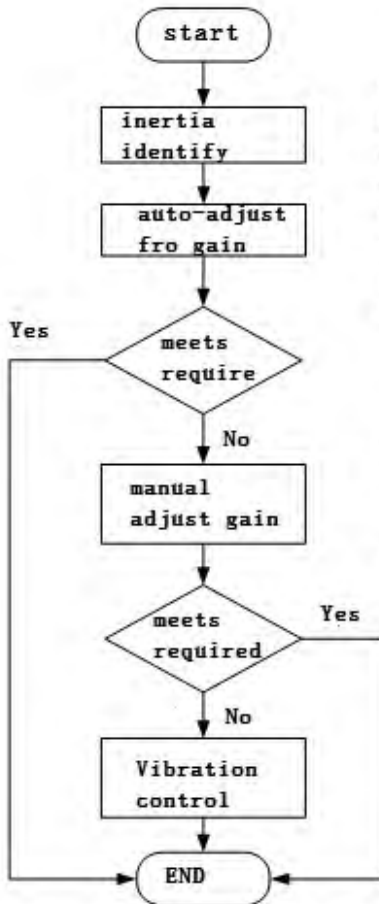 start
inertia
identify
auto-adjust
fro gain
Yes
meets
require
No
manual
adjust gain
meets
required
Yes
No
Vibration
control
END